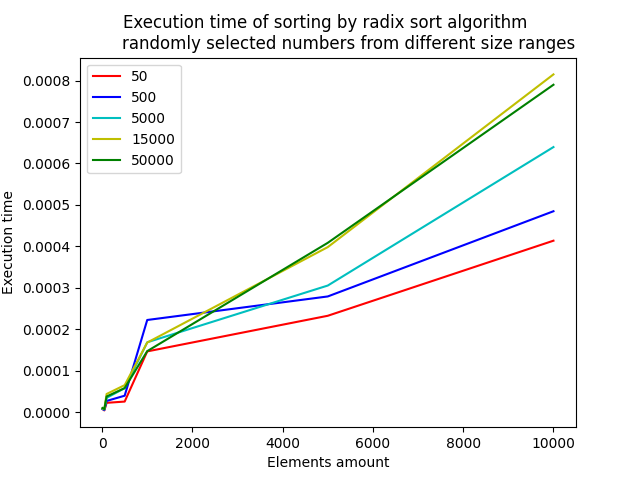 Execution time of sorting by radix sort algorithm
randomly selected numbers from different size ranges
50
500
5000
15000
50000
Execution time
0.0008
0.0007
0.0006
0.0005
0.0004
0.0003
0.0002
0.0001
0.0000
0 2000 4000 6000 8000 10000
Elements amount